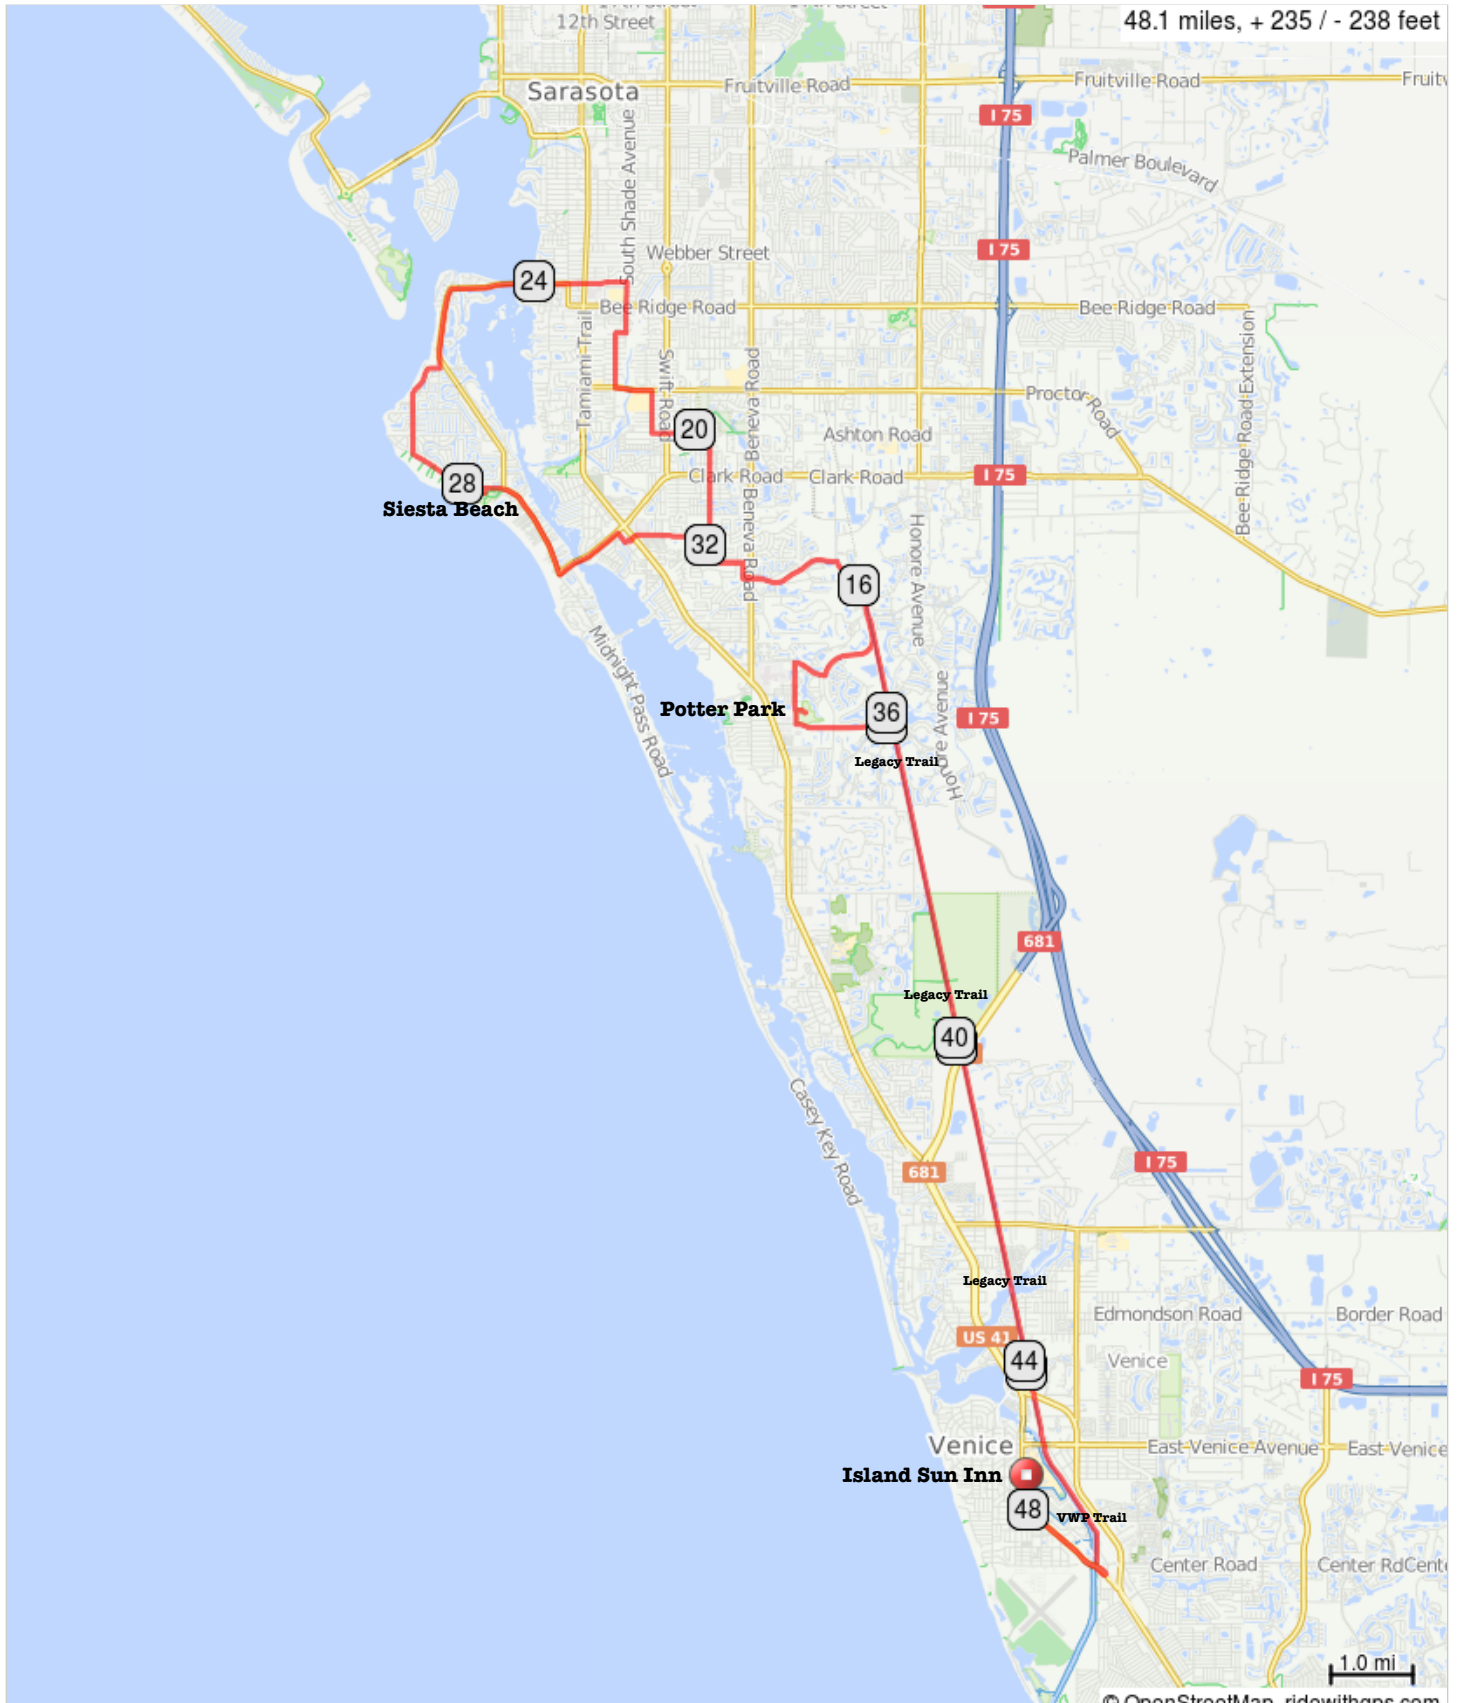 48.1 miles, + 235 / - 238 feet
12th Street
Sarasota
Fruitville Road
Fruitville Road
I 75
South Shade Avenue
Palmer Boulevard
I 75
Webber Street
24
Bee Ridge Road
Bee Ridge Road
Tamiami Trail
Swift Road
Beneva Road
Bee Ridge Road Extension
Proctor Road
20
Ashton Road
Clark Road
Clark Road
I 75
28
Siesta Beach
Beneva Road
Honore Avenue
32
16
Midnight Pass Road
Honore Avenue
Potter Park
36
I 75
Legacy Trail
681
Legacy Trail
40
Casey Key Road
I 75
681
Legacy Trail
Edmondson Road
Border Road
US 41
44
Venice
I 75
Venice
East Venice Avenue
East Venice
Island Sun Inn
48
VWP Trail
Center Road
Center Rd
1.0 mi
© OpenStreetMap, ridewithgps.com